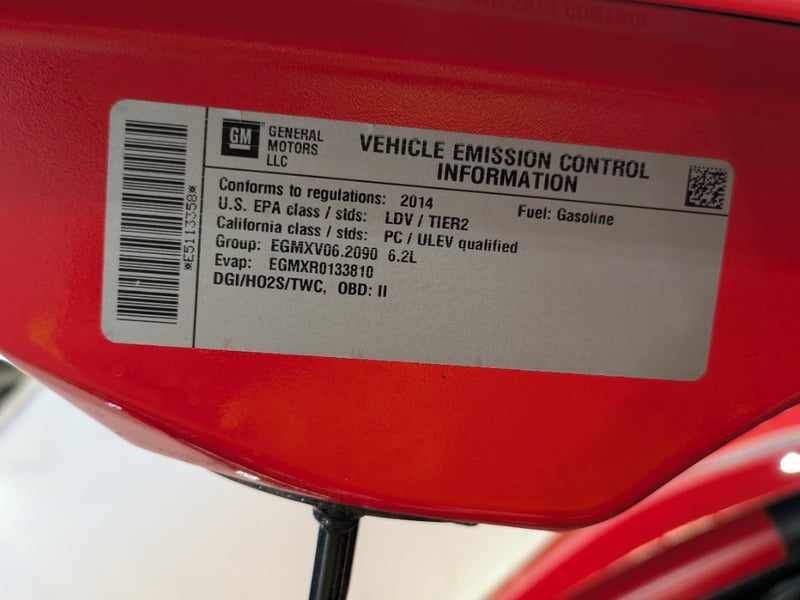 *E5113358*
GM
GENERAL
MOTORS
LLC
VEHICLE EMISSION CONTROL
INFORMATION
Conforms to regulations: 2014
Fuel: Gasoline
U.S. EPA class / stds: LDV / TIER2
California class / stds: PC / ULEV qualified
Group: EGMXV06.2090 6.2L
Evap: EGMXR0133810
DGI/HO2S/TWC, OBD: II